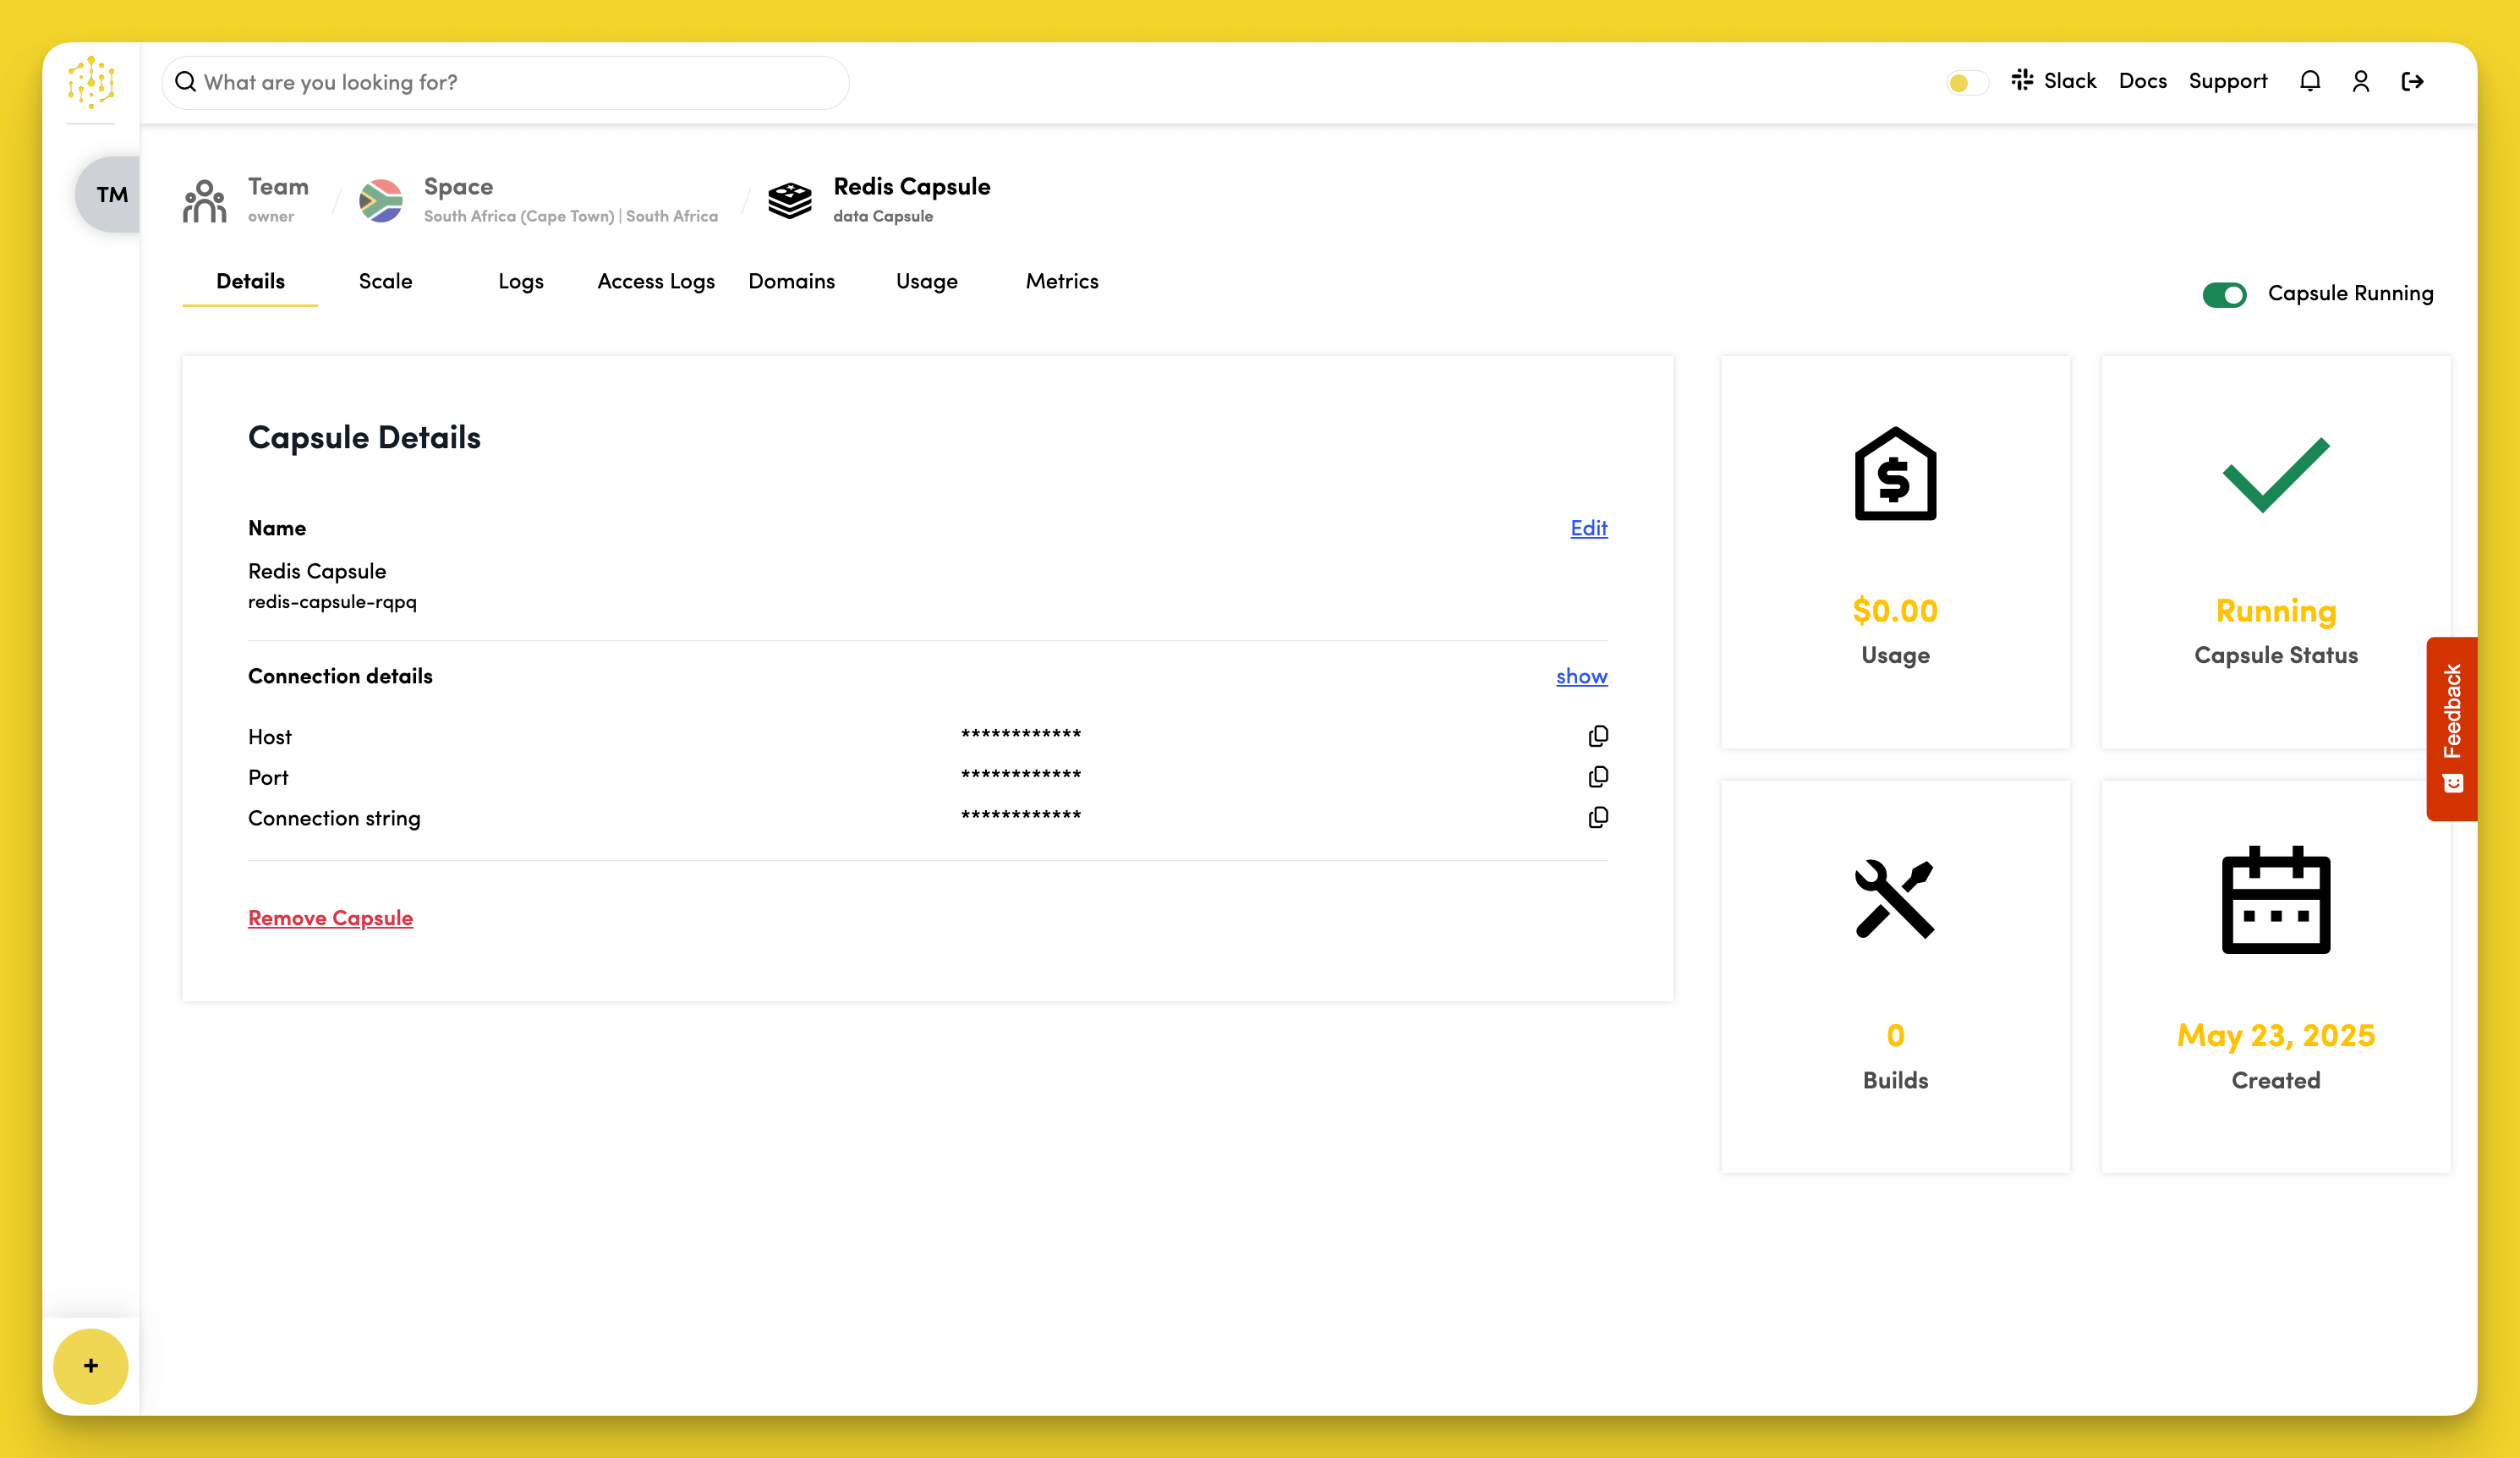 What are you looking for?
Slack Docs Support
TM
Team
owner
Space
South Africa (Cape Town) | South Africa
Redis Capsule
data Capsule
Details Scale Logs Access Logs Domains Usage Metrics
Capsule Running
Capsule Details
Name Edit
Redis Capsule
redis-capsule-rqpq
Connection details show
Host ************
Port ************
Connection string ************
Remove Capsule
$
$0.00
Usage
Running
Capsule Status
Feedback
0
Builds
May 23, 2025
Created
+